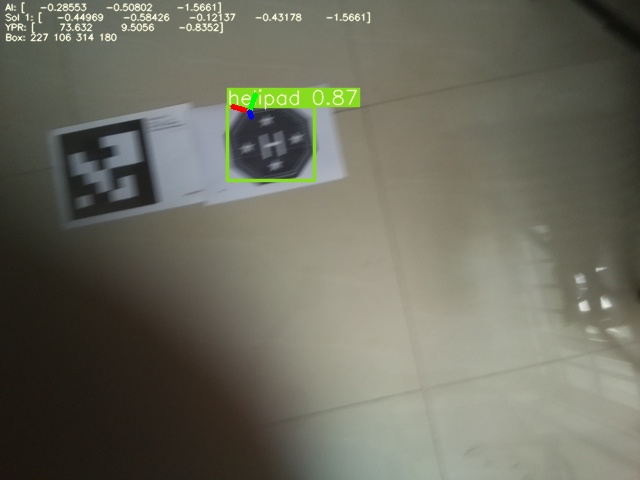 AI: [ -0.28553 -0.50802 -1.5661]
Sol 1: [ -0.44969 -0.58426 -0.12137 -0.43178 -1.5661]
YPR: [ 73.632 9.5056 -0.8352]
Box: 227 106 314 180
helipad 0.87
H